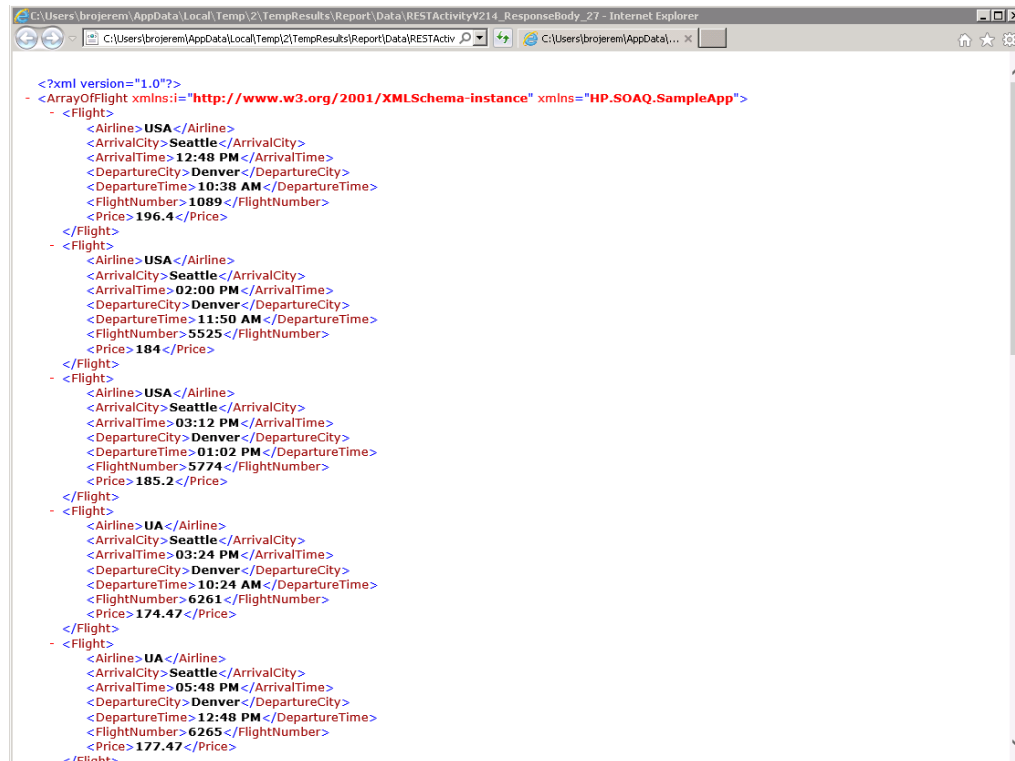 C:\Users\brojerem\AppData\Local\Temp\2\TempResults\Report\Data\RESTActivity¥214_ResponseBody_27 - Internet Explorer
C:\Users\brojerem\AppData\Local\Temp\2\TempResults\Report\Data\RESTActiv C:\Users\brojerem\AppData\...
<?xml version="1.0"?>
- <ArrayOfFlight xmlns:i="http://www.w3.org/2001/XMLSchema-instance" xmlns="HP.SOAQ.SampleApp">
- <Flight>
<Airline>USA</Airline>
<ArrivalCity>Seattle</ArrivalCity>
<ArrivalTime>12:48 PM</ArrivalTime>
<DepartureCity>Denver</DepartureCity>
<DepartureTime>10:38 AM</DepartureTime>
<FlightNumber>1089</FlightNumber>
<Price>196.4</Price>
</Flight>
- <Flight>
<Airline>USA</Airline>
<ArrivalCity>Seattle</ArrivalCity>
<ArrivalTime>02:00 PM</ArrivalTime>
<DepartureCity>Denver</DepartureCity>
<DepartureTime>11:50 AM</DepartureTime>
<FlightNumber>5525</FlightNumber>
<Price>184</Price>
</Flight>
- <Flight>
<Airline>USA</Airline>
<ArrivalCity>Seattle</ArrivalCity>
<ArrivalTime>03:12 PM</ArrivalTime>
<DepartureCity>Denver</DepartureCity>
<DepartureTime>01:02 PM</DepartureTime>
<FlightNumber>5774</FlightNumber>
<Price>185.2</Price>
</Flight>
- <Flight>
<Airline>UA</Airline>
<ArrivalCity>Seattle</ArrivalCity>
<ArrivalTime>03:24 PM</ArrivalTime>
<DepartureCity>Denver</DepartureCity>
<DepartureTime>10:24 AM</DepartureTime>
<FlightNumber>6261</FlightNumber>
<Price>174.47</Price>
</Flight>
- <Flight>
<Airline>UA</Airline>
<ArrivalCity>Seattle</ArrivalCity>
<ArrivalTime>05:48 PM</ArrivalTime>
<DepartureCity>Denver</DepartureCity>
<DepartureTime>12:48 PM</DepartureTime>
<FlightNumber>6265</FlightNumber>
<Price>177.47</Price>
</Flight>